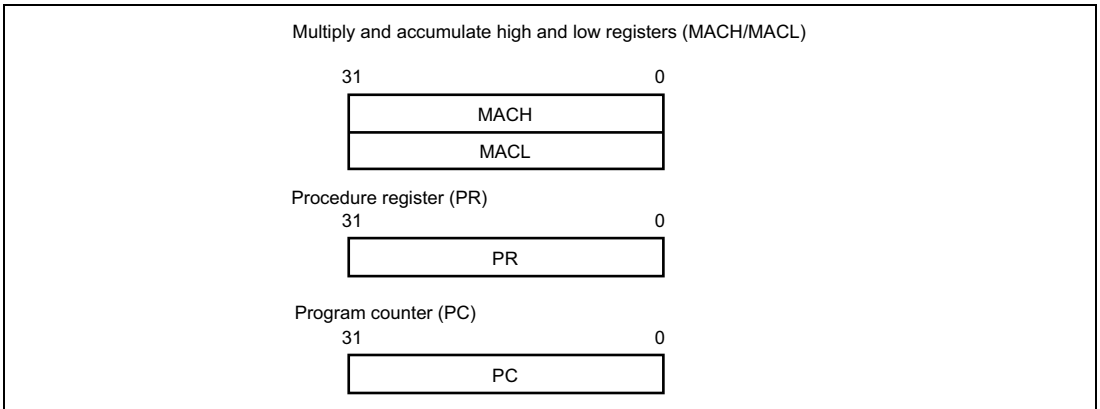 Multiply and accumulate high and low registers (MACH/MACL)
31 0
MACH
MACL
Procedure register (PR)
31 0
PR
Program counter (PC)
31 0
PC